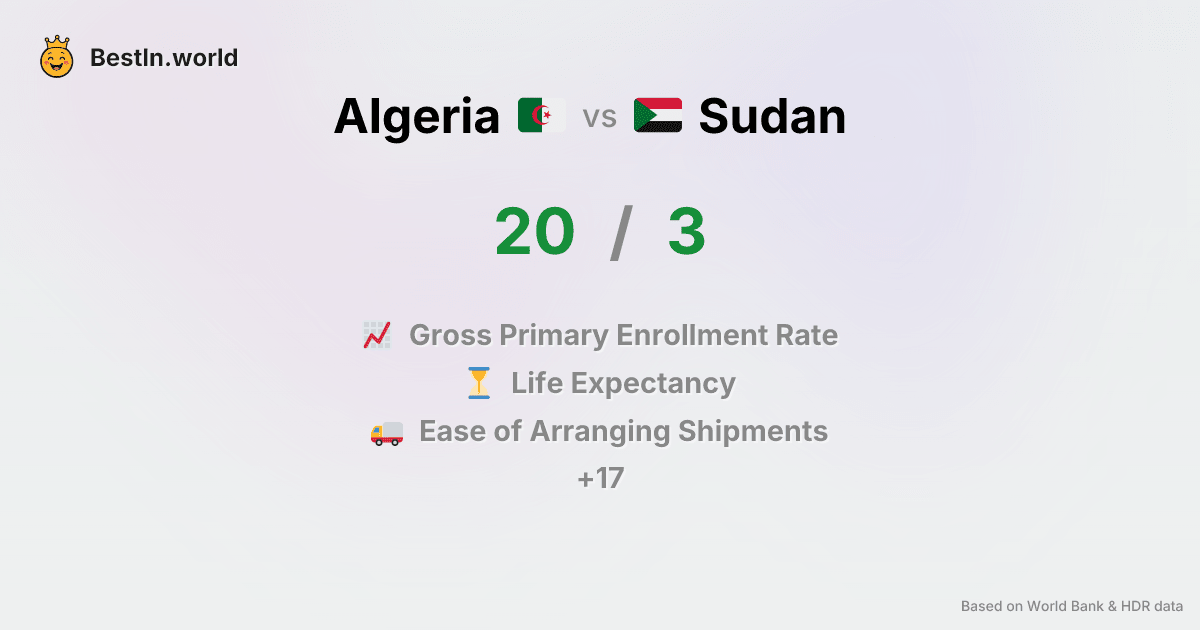 BestIn.world
Algeria vs Sudan
20 / 3
Gross Primary Enrollment Rate
Life Expectancy
Ease of Arranging Shipments
+17
Based on World Bank & HDR data